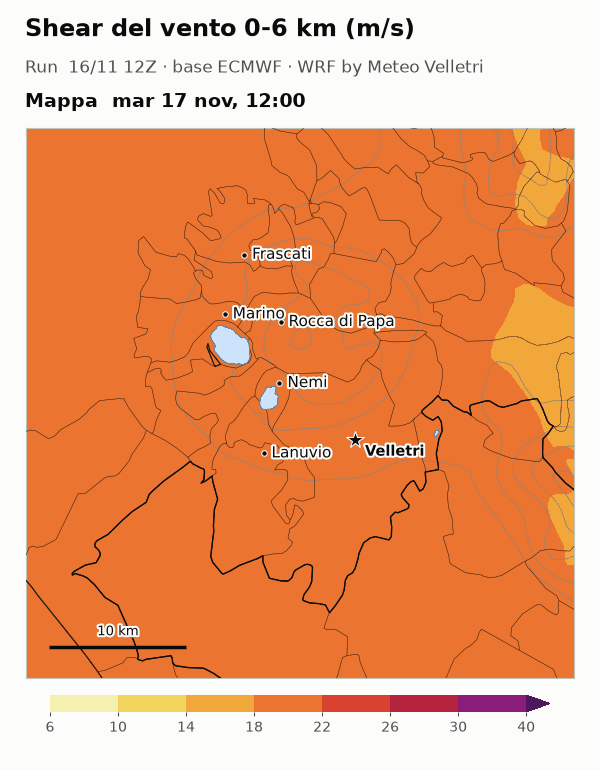 Shear del vento 0-6 km (m/s)
Run  16/11 12Z · base ECMWF · WRF by Meteo Velletri
Mappa  mar 17 nov, 12:00
Frascati
Marino
Rocca di Papa
Nemi
Velletri
Lanuvio
10 km
6 10 14 18 22 26 30 40